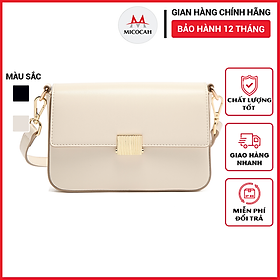 MICOCAH
GIAN HÀNG CHÍNH HÃNG
BẢO HÀNH 12 THÁNG
MÀU SẮC
CHẤT LƯỢNG
TỐT
GIAO HÀNG
NHANH
MIỄN PHÍ
ĐỔI TRẢ